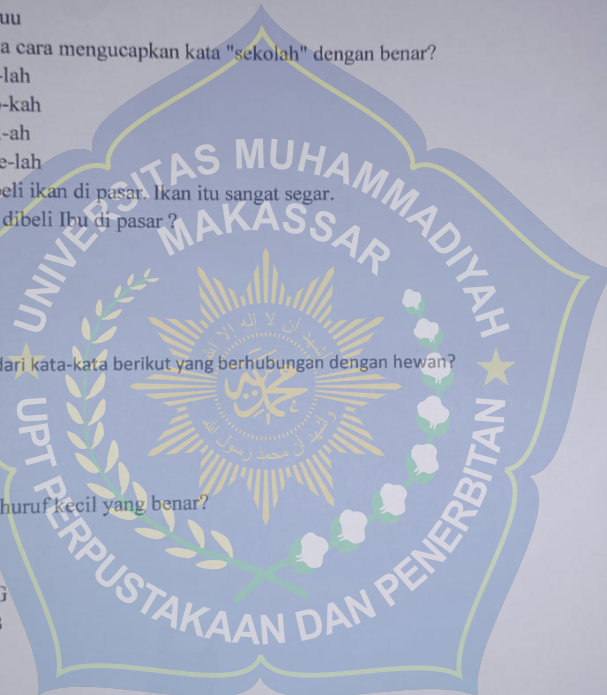 uu
a cara mengucapkan kata "sekolah" dengan benar?
-lah
-kah
-ah
e-lah
beli ikan di pasar. Ikan itu sangat segar.
dibeli Ibu di pasar ?
dari kata-kata berikut yang berhubungan dengan hewan?
huruf kecil yang benar?
G
UNIVERSITAS MUHAMMADIYAH
MAKASSAR
UPT PERPUSTAKAAN DAN PENERBITAN